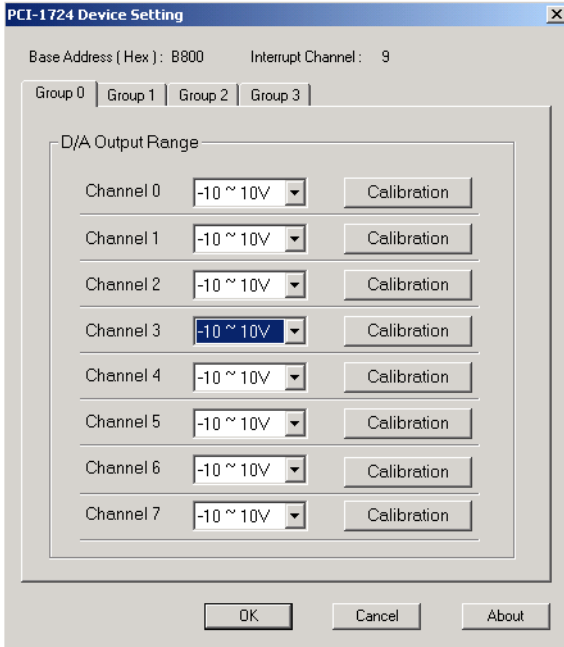 PCI-1724 Device Setting
Base Address ( Hex ) : B800 Interrupt Channel : 9
Group 0 Group 1 Group 2 Group 3
D/A Output Range
Channel 0 -10 ~ 10V Calibration
Channel 1 -10 ~ 10V Calibration
Channel 2 -10 ~ 10V Calibration
Channel 3 -10 ~ 10V Calibration
Channel 4 -10 ~ 10V Calibration
Channel 5 -10 ~ 10V Calibration
Channel 6 -10 ~ 10V Calibration
Channel 7 -10 ~ 10V Calibration
OK Cancel About